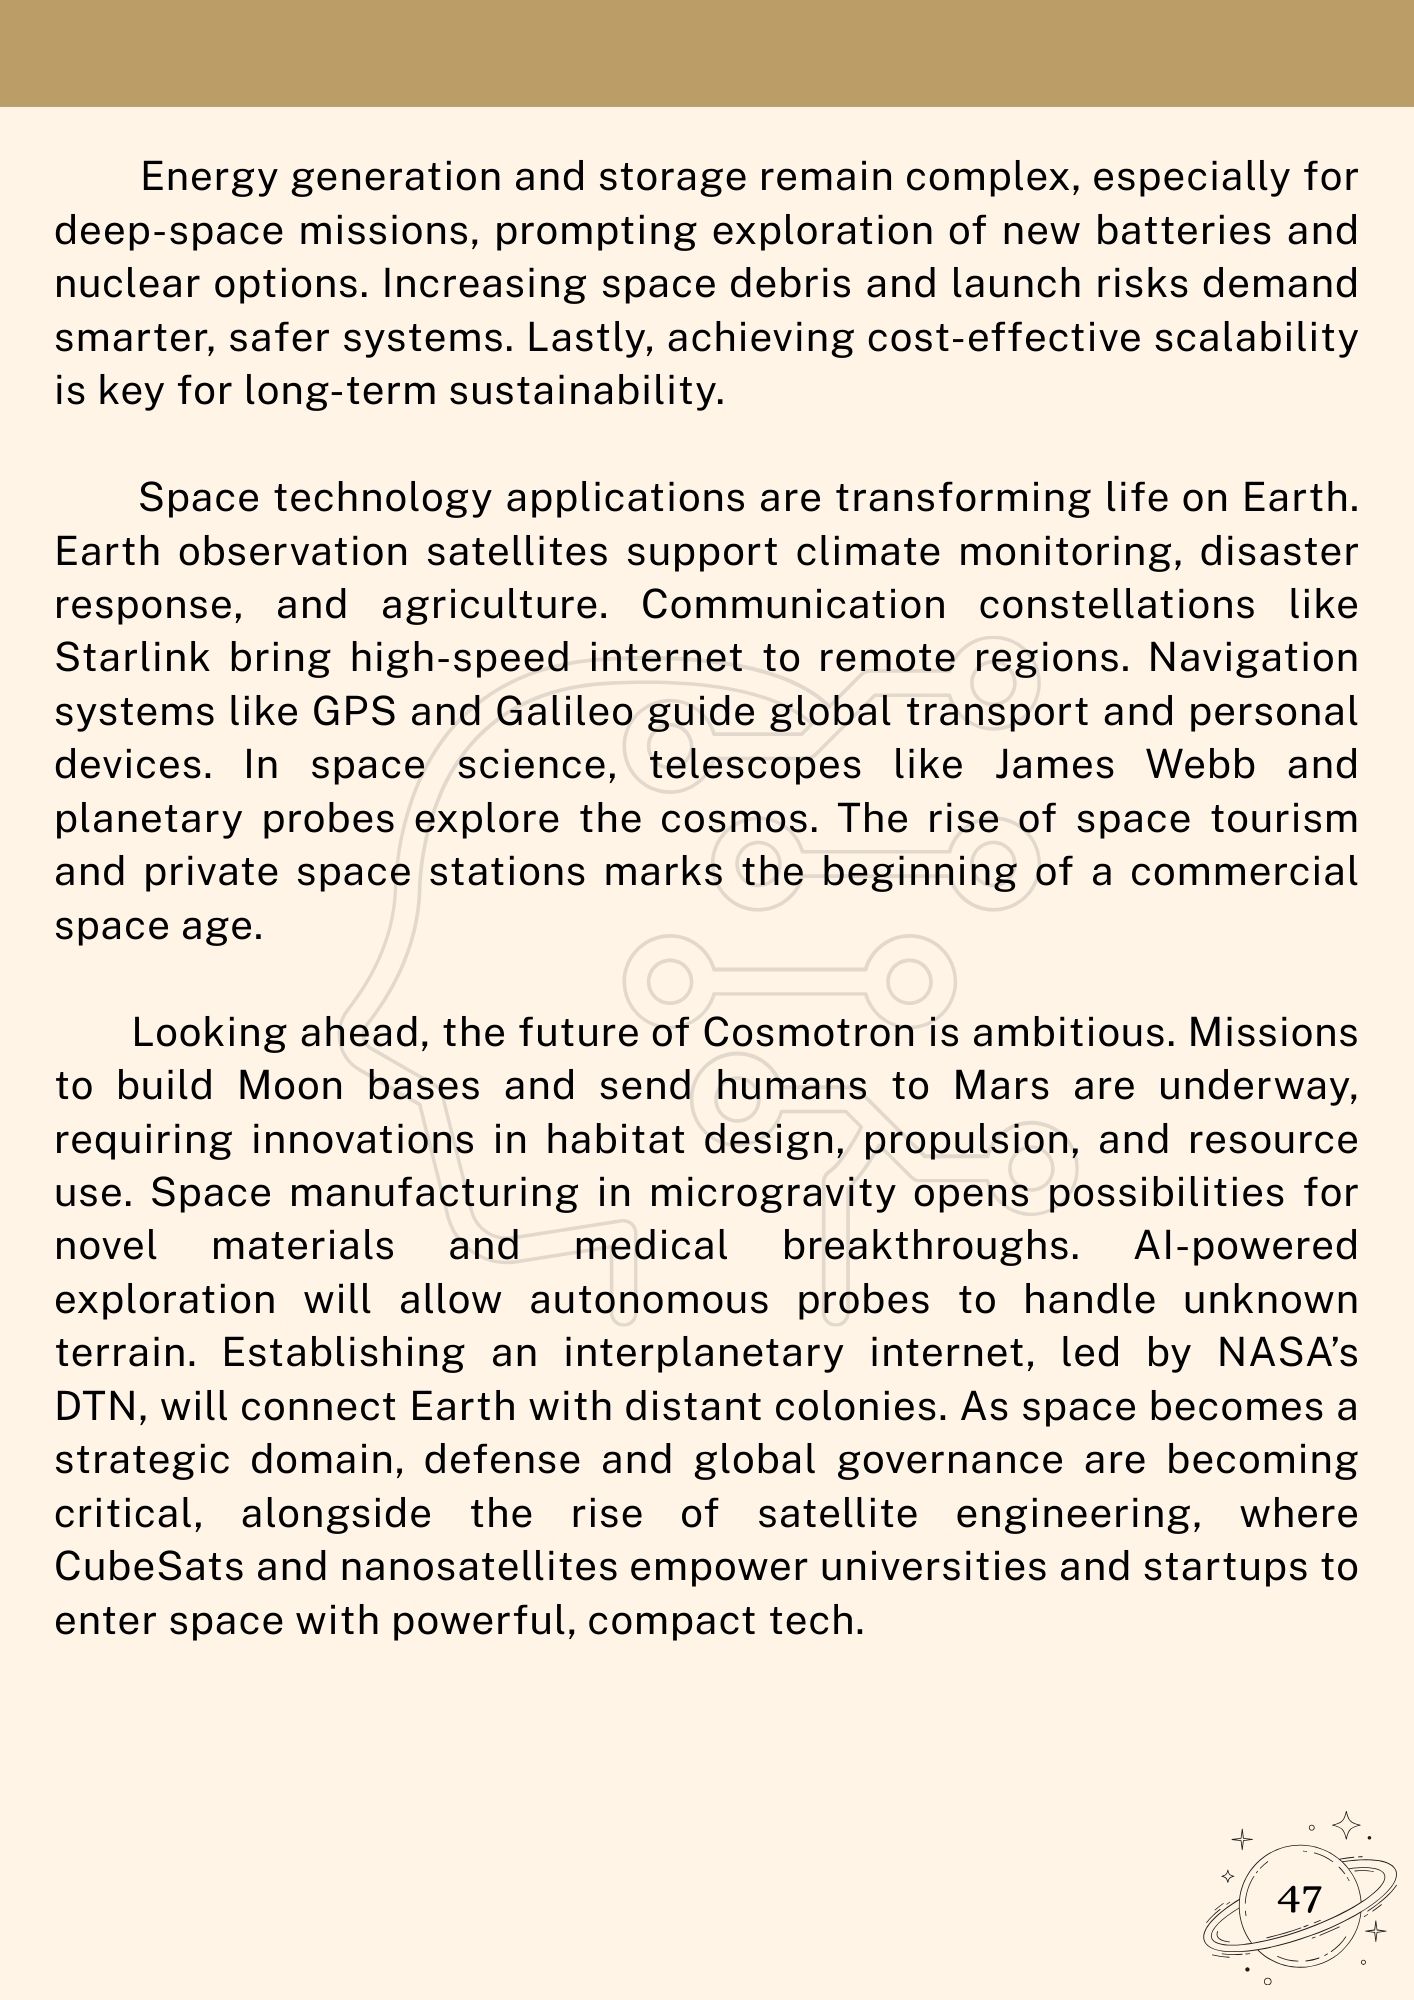 Energy generation and storage remain complex, especially for
deep-space missions, prompting exploration of new batteries and
nuclear options. Increasing space debris and launch risks demand
smarter, safer systems. Lastly, achieving cost-effective scalability
is key for long-term sustainability.
Space technology applications are transforming life on Earth.
Earth observation satellites support climate monitoring, disaster
response, and agriculture. Communication constellations like
Starlink bring high-speed internet to remote regions. Navigation
systems like GPS and Galileo guide global transport and personal
devices. In space science, telescopes like James Webb and
planetary probes explore the cosmos. The rise of space tourism
and private space stations marks the beginning of a commercial
space age.
Looking ahead, the future of Cosmotron is ambitious. Missions
to build Moon bases and send humans to Mars are underway,
requiring innovations in habitat design, propulsion, and resource
use. Space manufacturing in microgravity opens possibilities for
novel materials and medical breakthroughs. AI-powered
exploration will allow autonomous probes to handle unknown
terrain. Establishing an interplanetary internet, led by NASA’s
DTN, will connect Earth with distant colonies. As space becomes a
strategic domain, defense and global governance are becoming
critical, alongside the rise of satellite engineering, where
CubeSats and nanosatellites empower universities and startups to
enter space with powerful, compact tech.
47